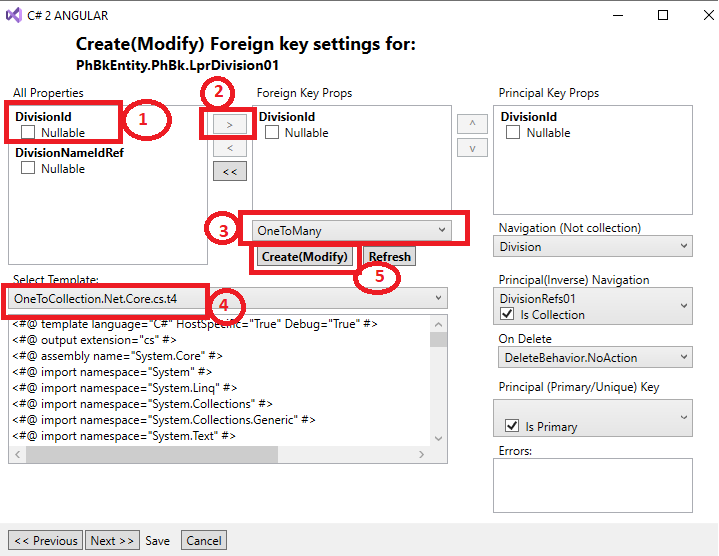 C# 2 ANGULAR
Create(Modify) Foreign key settings for:
PhBkEntity.PhBk.LprDivision01
All Properties
DivisionId
Nullable
DivisionNameIdRef
Nullable
1
2
>
<
<<
Foreign Key Props
DivisionId
Nullable
^
v
Principal Key Props
DivisionId
Nullable
3
OneToMany
Create(Modify)
Refresh
5
Navigation (Not collection)
Division
Principal(Inverse) Navigation
DivisionRefs01
Is Collection
On Delete
DeleteBehavior.NoAction
Principal (Primary/Unique) Key
Is Primary
Errors:
Select Template:
OneToCollection.Net.Core.cs.t4
4
<#@ template language="C#" HostSpecific="True" Debug="True" #>
<#@ output extension="cs" #>
<#@ assembly name="System.Core" #>
<#@ import namespace="System" #>
<#@ import namespace="System.Linq" #>
<#@ import namespace="System.Collections" #>
<#@ import namespace="System.Collections.Generic" #>
<#@ import namespace="System.Text" #>
<< Previous
Next >>
Save
Cancel